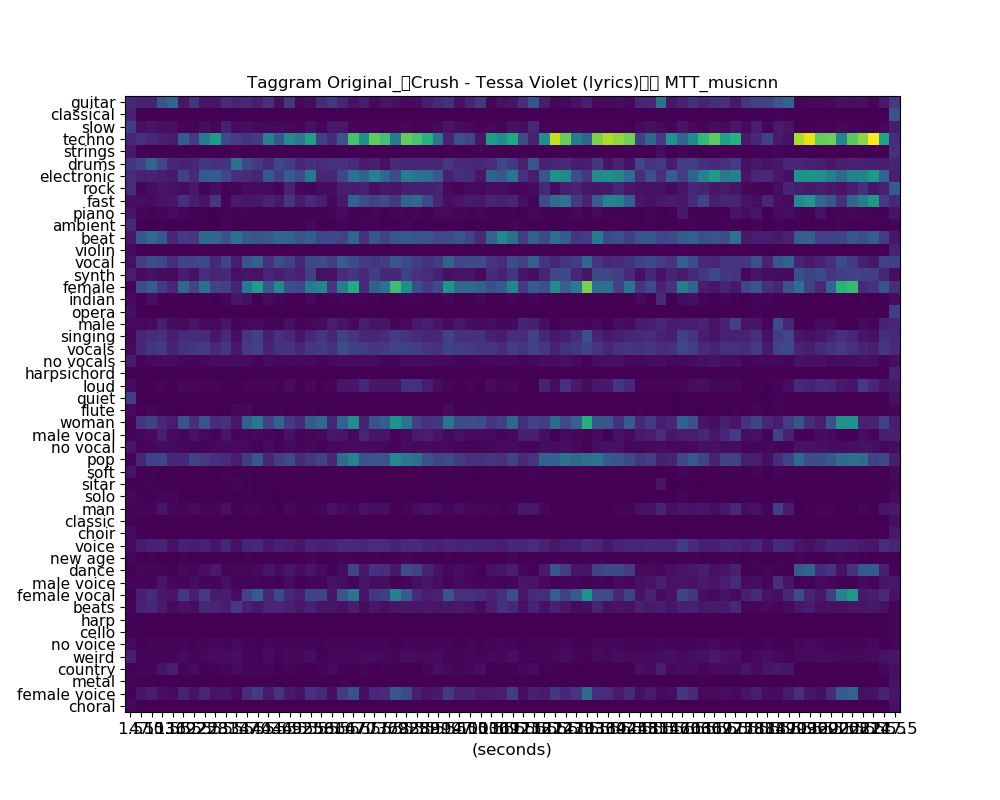 Taggram Original_▯Crush - Tessa Violet (lyrics)▯▯ MTT_musicnn
guitar
classical
slow
techno
strings
drums
electronic
rock
fast
piano
ambient
beat
violin
vocal
synth
female
indian
opera
male
singing
vocals
no vocals
harpsichord
loud
quiet
flute
woman
male vocal
no vocal
pop
soft
sitar
solo
man
classic
choir
voice
new age
dance
male voice
female vocal
beats
harp
cello
no voice
weird
country
metal
female voice
choral
(seconds)